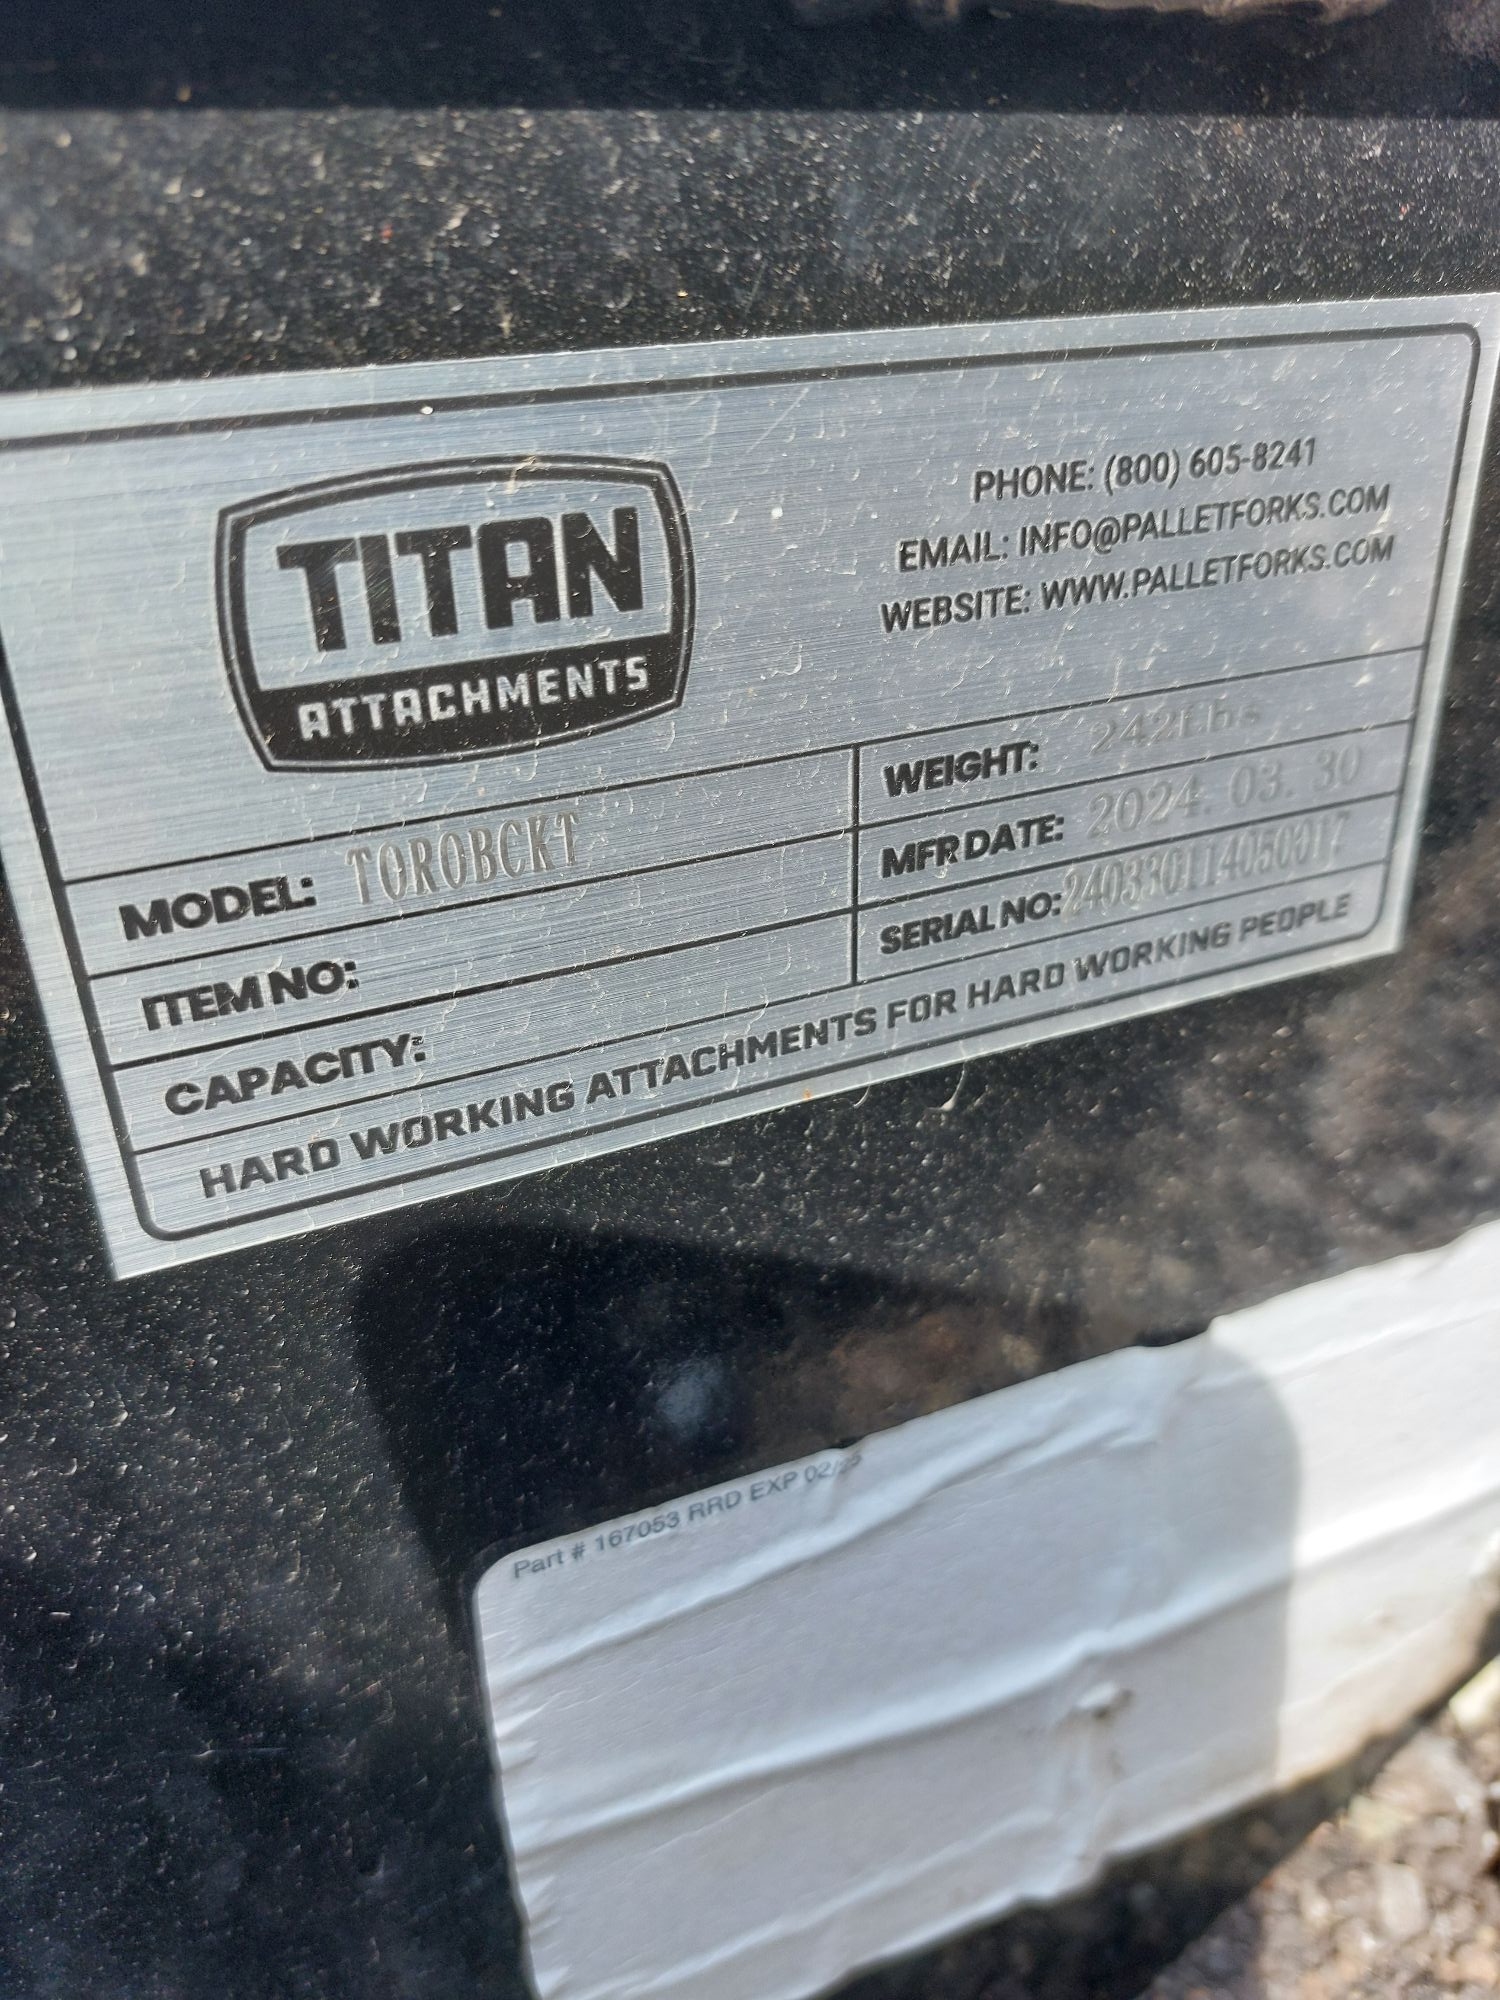 TITAN
ATTACHMENTS
PHONE: (800) 605-8241
EMAIL: INFO@PALLETFORKS.COM
WEBSITE: WWW.PALLETFORKS.COM
MODEL: TOROBCKT
WEIGHT: 242Lbs
ITEM NO:
MFR DATE: 2024. 03. 30
CAPACITY:
SERIAL NO:
HARD WORKING ATTACHMENTS FOR HARD WORKING PEOPLE
Part # 167053 RRD EXP